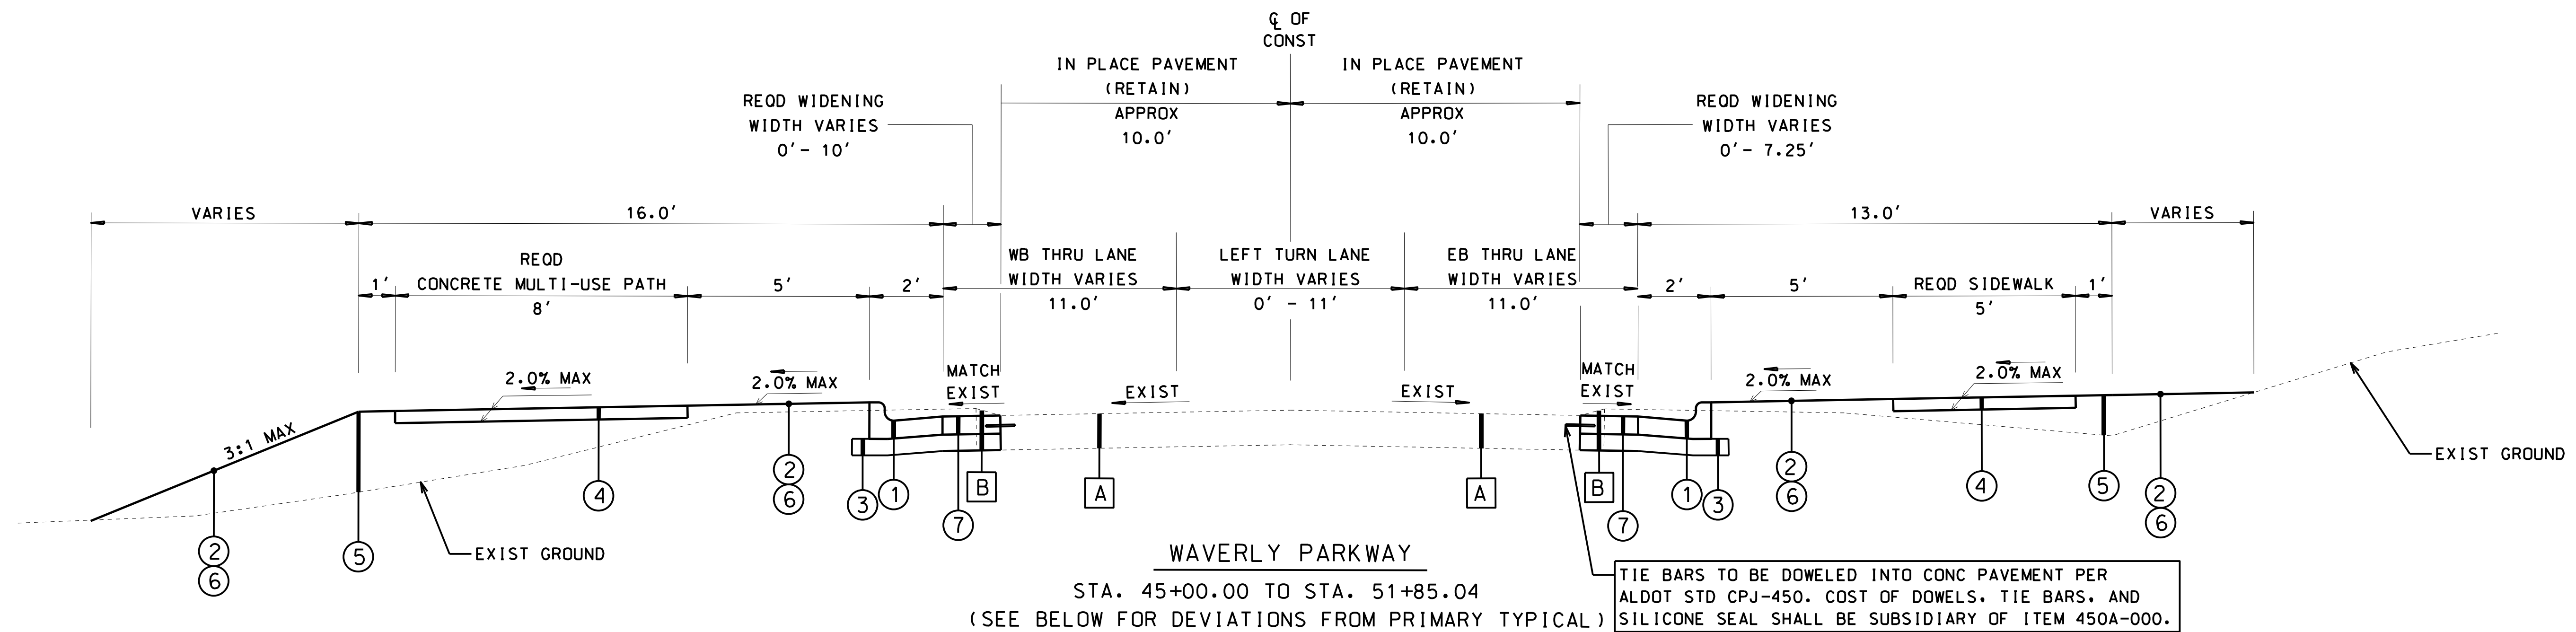 ℄ OF
CONST
IN PLACE PAVEMENT
(RETAIN)
APPROX
10.0'
IN PLACE PAVEMENT
(RETAIN)
APPROX
10.0'
REQD WIDENING
WIDTH VARIES
0'- 10'
REQD WIDENING
WIDTH VARIES
0'- 7.25'
VARIES
16.0'
13.0'
VARIES
1'
REQD
CONCRETE MULTI-USE PATH
8'
5'
2'
WB THRU LANE
WIDTH VARIES
11.0'
LEFT TURN LANE
WIDTH VARIES
0' - 11'
EB THRU LANE
WIDTH VARIES
11.0'
2'
5'
REQD SIDEWALK
5'
1'
3:1 MAX
2.0% MAX
2.0% MAX
MATCH
EXIST
EXIST
EXIST
MATCH
EXIST
2.0% MAX
2.0% MAX
2
6
5
EXIST GROUND
4
2
6
3
1
7
B
A
A
B
7
1
3
2
6
4
5
2
6
EXIST GROUND
WAVERLY PARKWAY
STA. 45+00.00 TO STA. 51+85.04
(SEE BELOW FOR DEVIATIONS FROM PRIMARY TYPICAL)
TIE BARS TO BE DOWELED INTO CONC PAVEMENT PER
ALDOT STD CPJ-450. COST OF DOWELS, TIE BARS, AND
SILICONE SEAL SHALL BE SUBSIDIARY OF ITEM 450A-000.